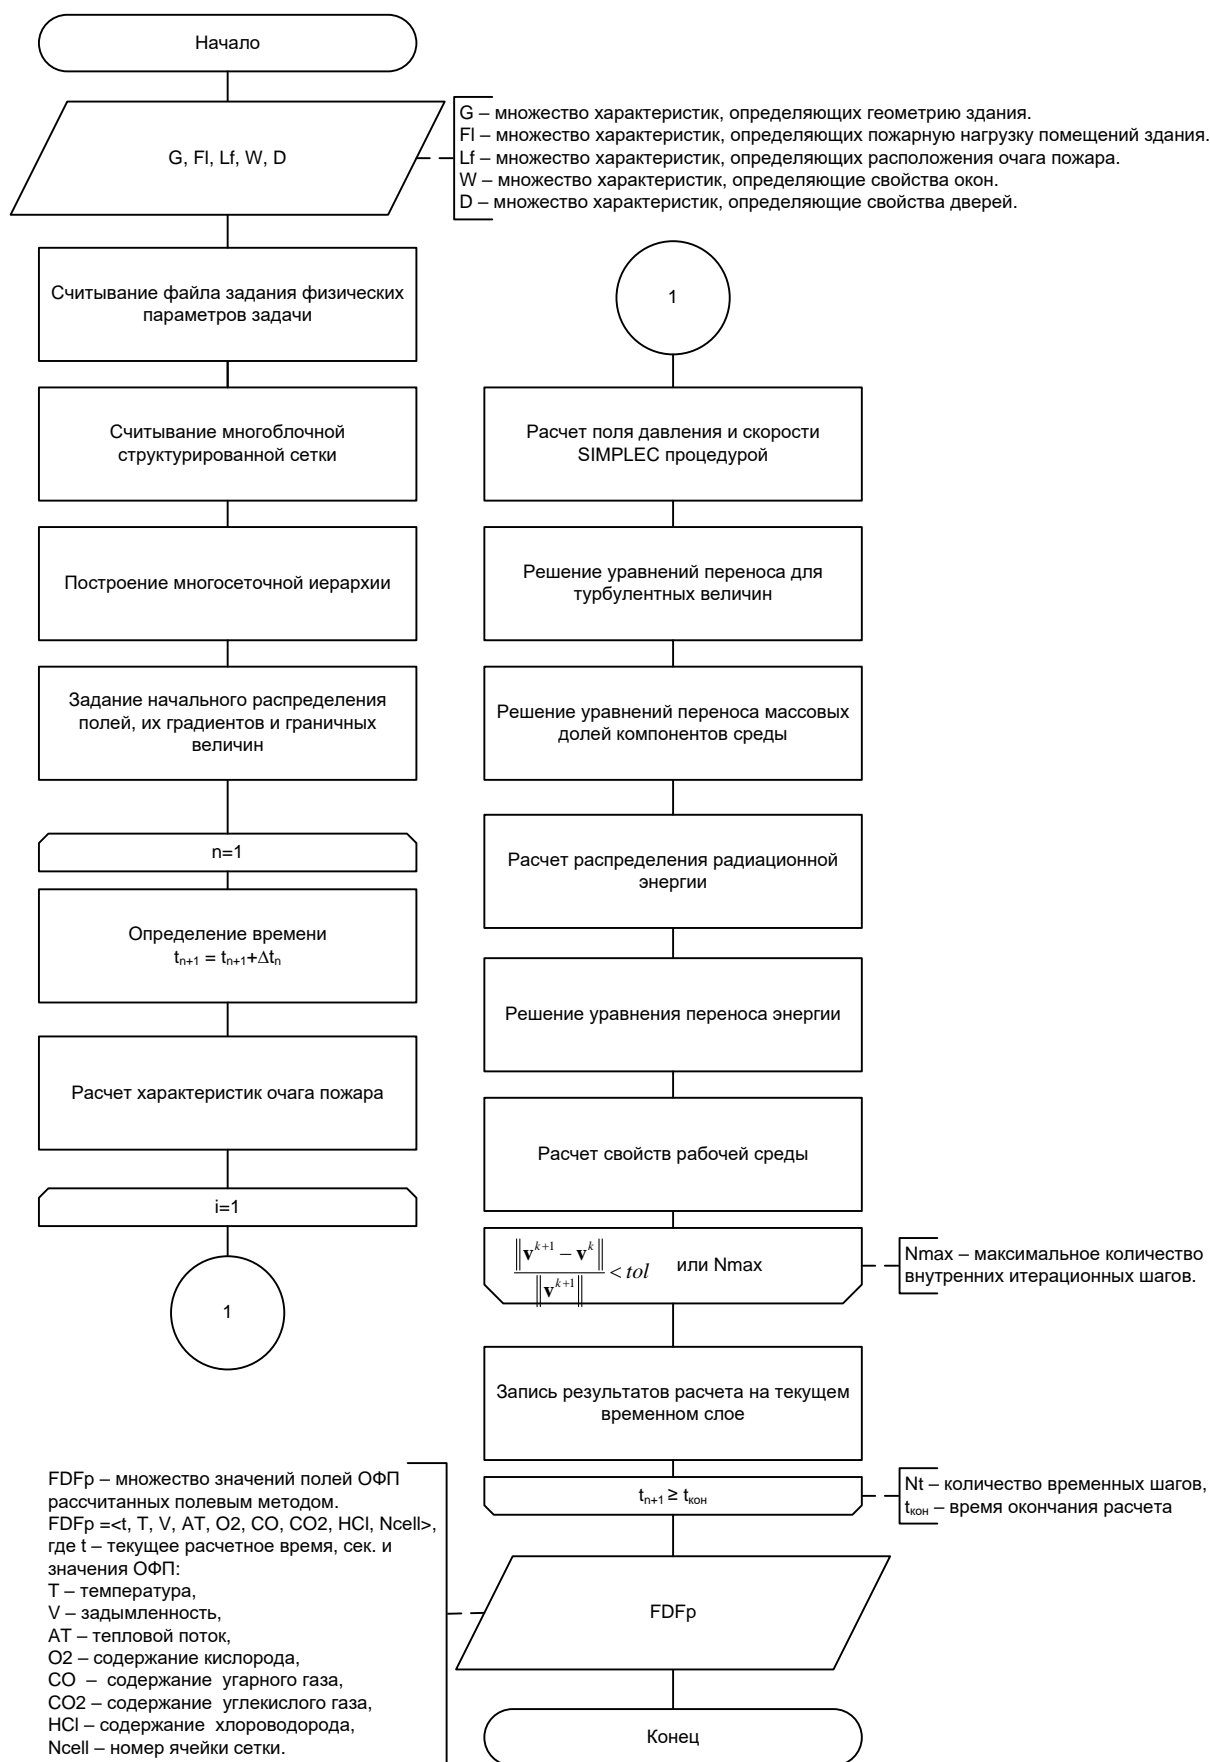 Начало
G, Fl, Lf, W, D
G – множество характеристик, определяющих геометрию здания.
Fl – множество характеристик, определяющих пожарную нагрузку помещений здания.
Lf – множество характеристик, определяющих расположения очага пожара.
W – множество характеристик, определяющие свойства окон.
D – множество характеристик, определяющие свойства дверей.
Считывание файла задания физических
параметров задачи
Считывание многоблочной
структурированной сетки
Построение многосеточной иерархии
Задание начального распределения
полей, их градиентов и граничных
величин
n=1
Определение времени
tₙ₊₁ = tₙ₊₁+Δtₙ
Расчет характеристик очага пожара
i=1
1
1
Расчет поля давления и скорости
SIMPLEC процедурой
Решение уравнений переноса для
турбулентных величин
Решение уравнений переноса массовых
долей компонентов среды
Расчет распределения радиационной
энергии
Решение уравнения переноса энергии
Расчет свойств рабочей среды
‖v^{k+1} − v^k‖ / ‖v^{k+1}‖ < tol или Nmax
Nmax – максимальное количество
внутренних итерационных шагов.
Запись результатов расчета на текущем
временном слое
tₙ₊₁ ≥ tкон
Nt – количество временных шагов,
tкон – время окончания расчета
FDFp
FDFp – множество значений полей ОФП
рассчитанных полевым методом.
FDFp =<t, T, V, AT, O2, CO, CO2, HCl, Ncell>,
где t – текущее расчетное время, сек. и
значения ОФП:
T – температура,
V – задымленность,
AT – тепловой поток,
O2 – содержание кислорода,
CO – содержание угарного газа,
CO2 – содержание углекислого газа,
HCl – содержание хлороводорода,
Ncell – номер ячейки сетки.
Конец